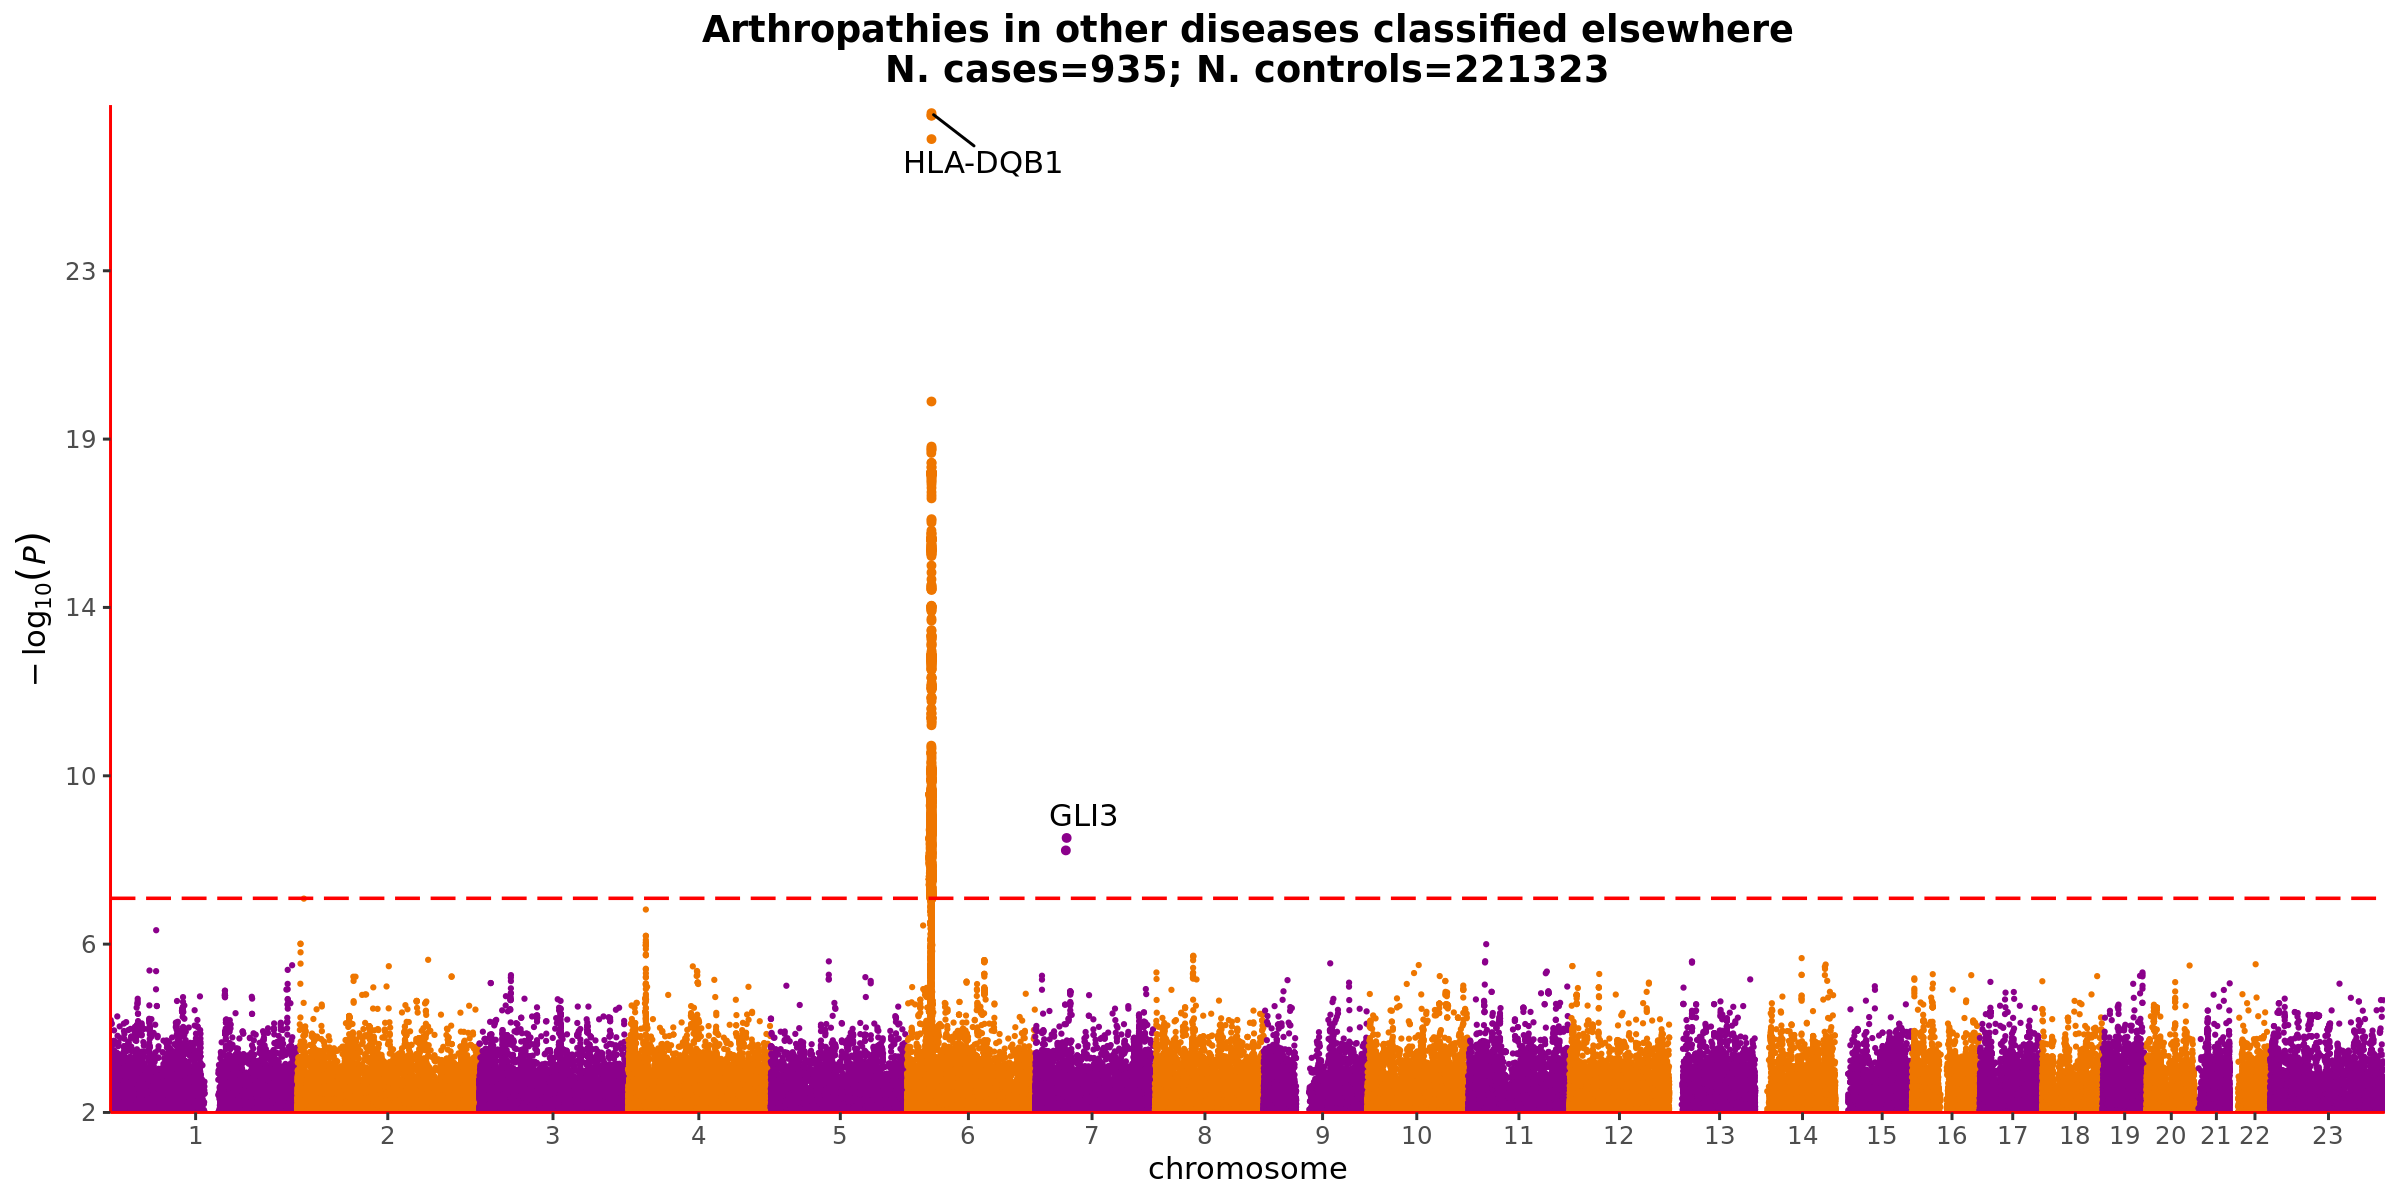 Arthropathies in other diseases classified elsewhere
N. cases=935; N. controls=221323
HLA-DQB1
23
19
− log10(P)
14
10
GLI3
6
2
1 2 3 4 5 6 7 8 9 10 11 12 13 14 15 16 17 18 19 20 21 22 23
chromosome